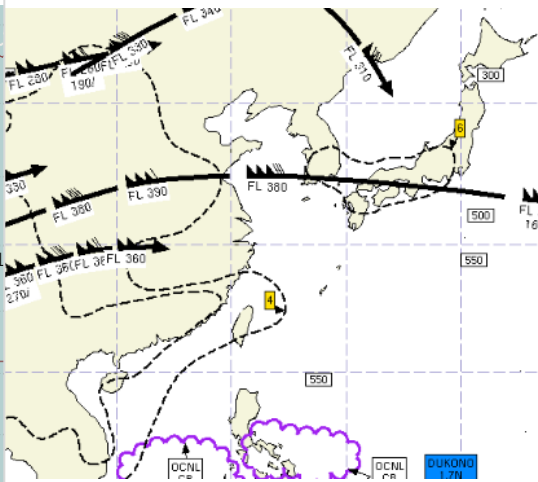 FL 340
FL 330
FL 280
190/
FL 310
300
6
330
FL 390
FL 380
FL 380
FL
16
500
550
FL 360
360
270/
4
550
OCNL
CB
OCNL
CB
DUKONO
1.7N